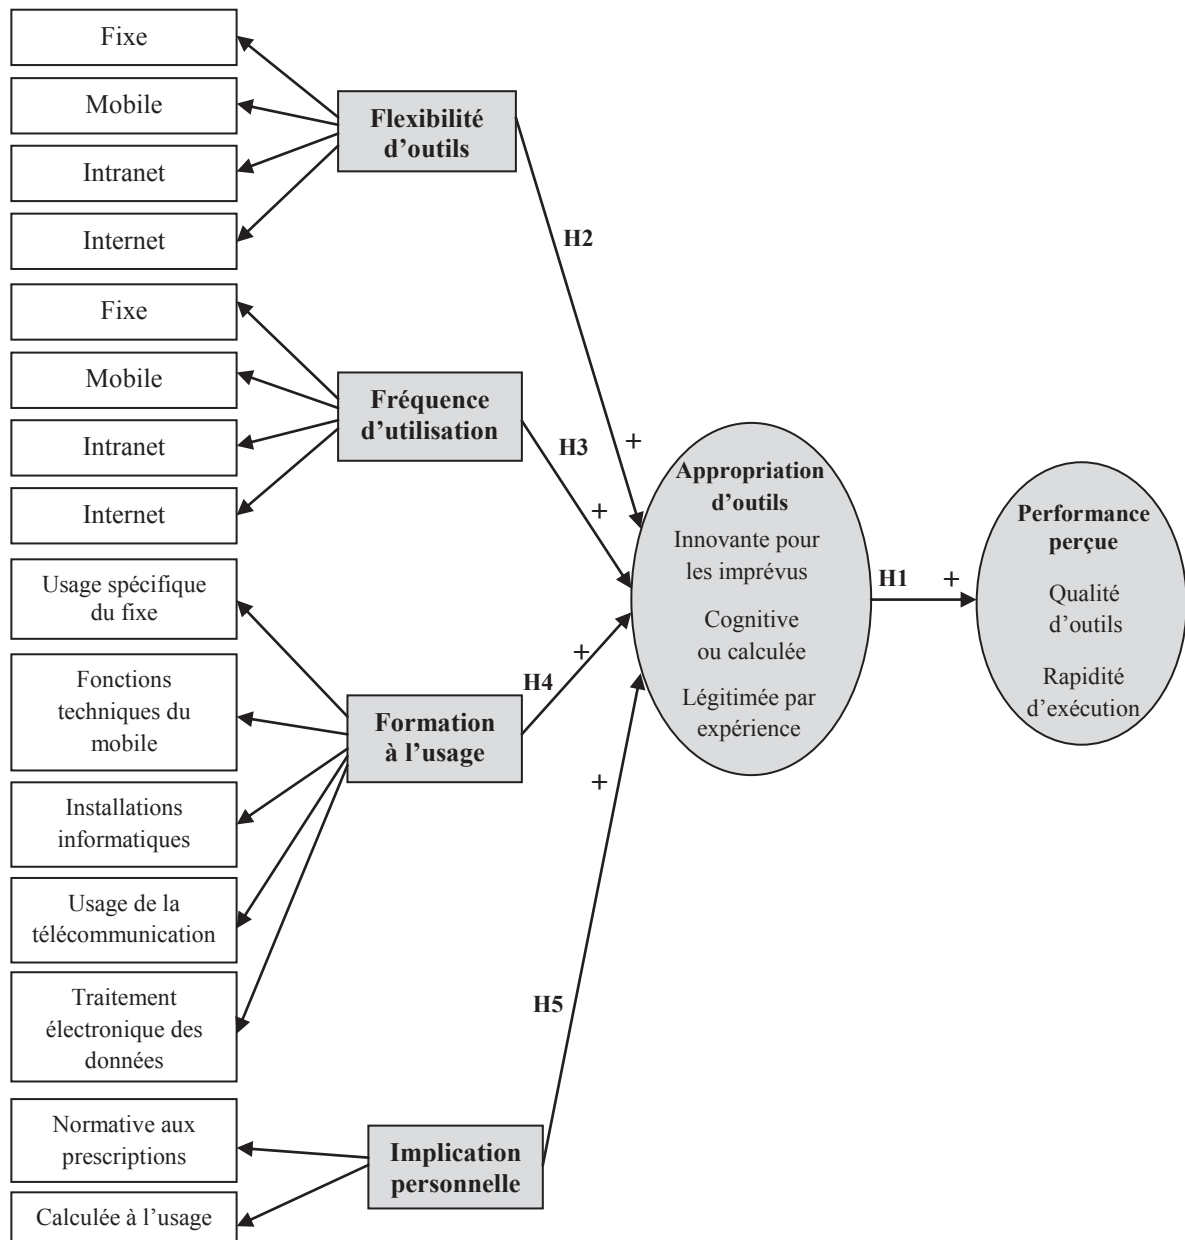 Fixe
Mobile
Intranet
Internet
Flexibilité
d’outils
H2
+
Fixe
Mobile
Intranet
Internet
Fréquence
d’utilisation
H3
+
Usage spécifique
du fixe
Fonctions
techniques du
mobile
Installations
informatiques
Usage de la
télécommunication
Traitement
électronique des
données
Formation
à l’usage
H4
+
Normative aux
prescriptions
Calculée à l’usage
Implication
personnelle
H5
+
Appropriation
d’outils
Innovante pour
les imprévus
Cognitive
ou calculée
Légitimée par
expérience
H1
+
Performance
perçue
Qualité
d’outils
Rapidité
d’exécution